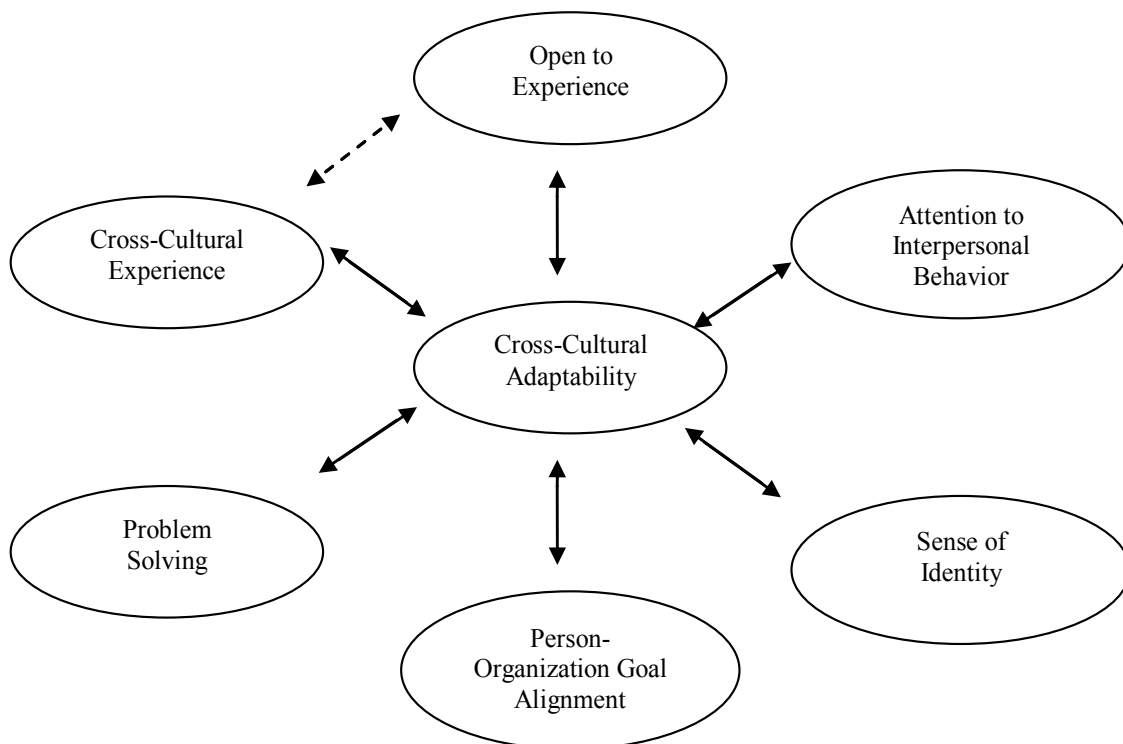 Open to
Experience
Cross-Cultural
Experience
Attention to
Interpersonal
Behavior
Cross-Cultural
Adaptability
Problem
Solving
Sense of
Identity
Person-
Organization Goal
Alignment